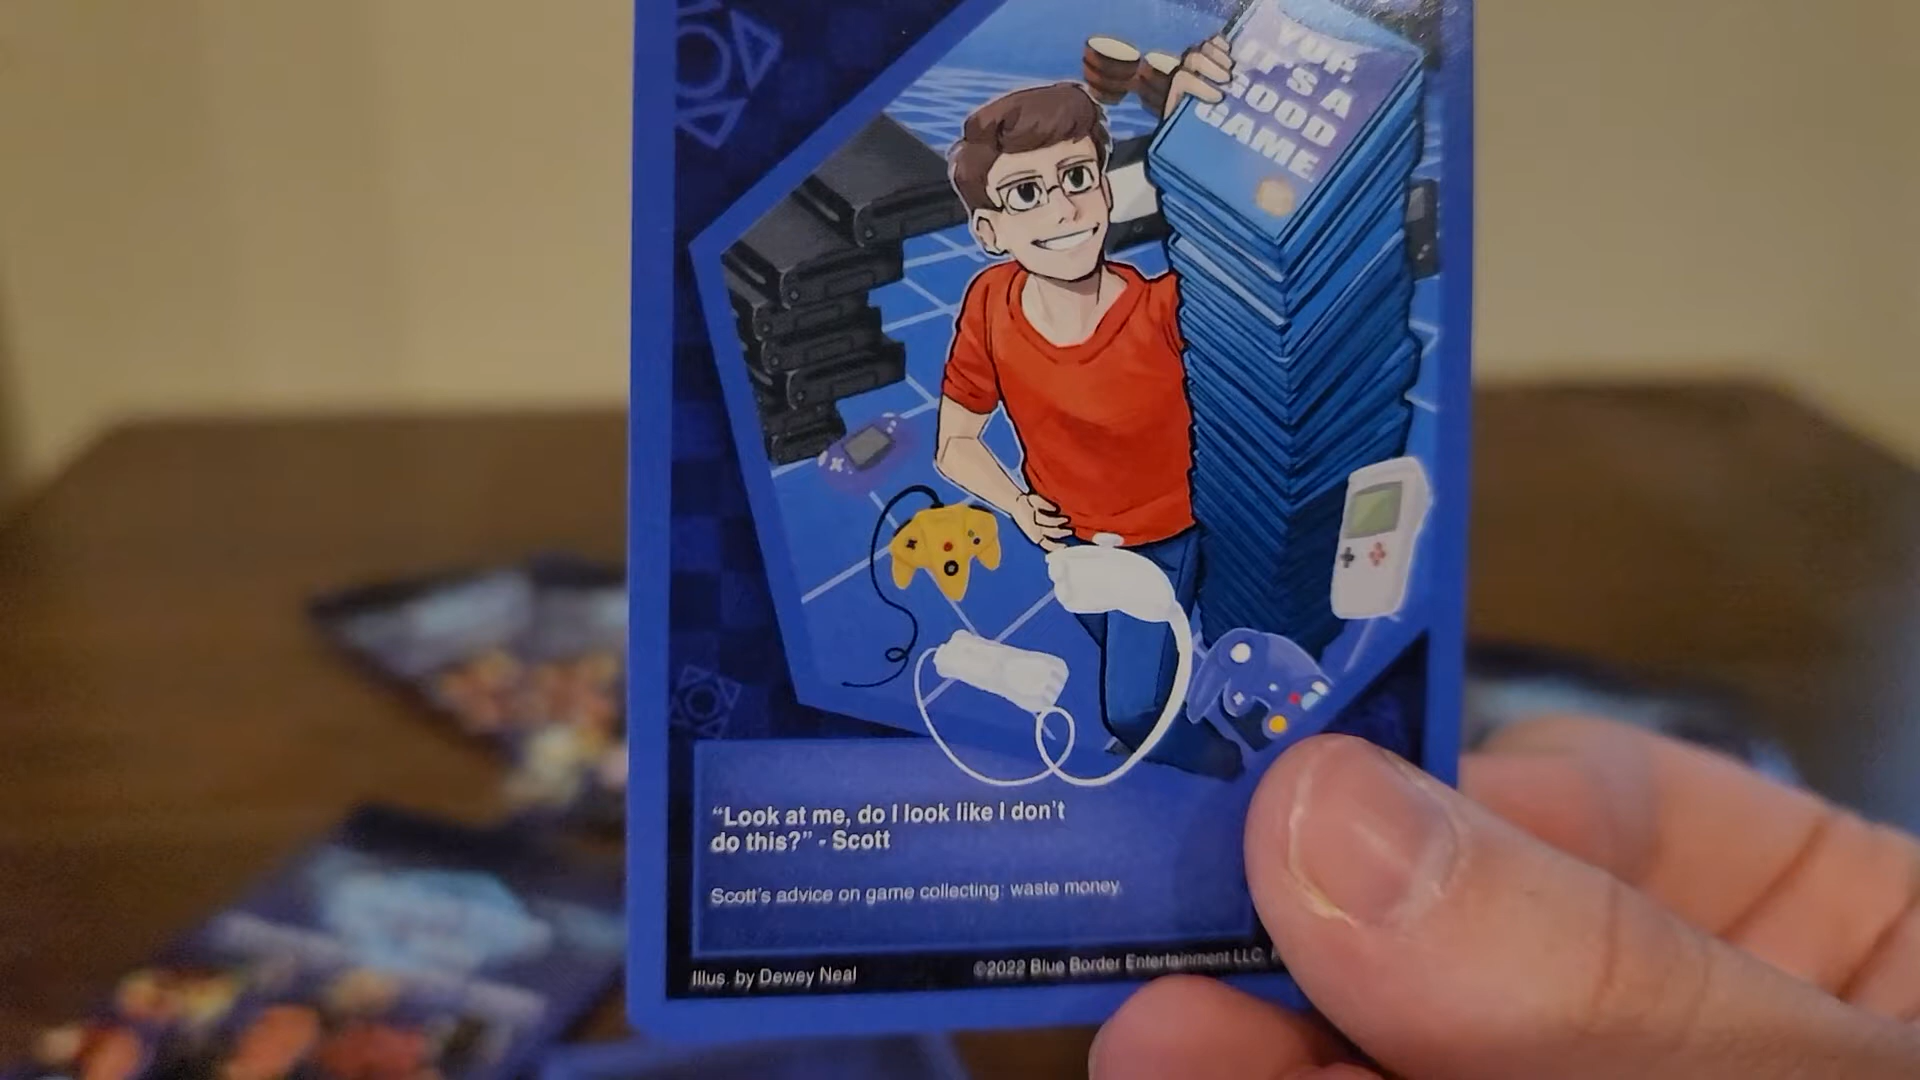 YUP,
IT'S A
GOOD
GAME.
“Look at me, do I look like I don't
do this?” - Scott
Scott's advice on game collecting: waste money.
Illus. by Dewey Neal
©2022 Blue Border Entertainment LLC.